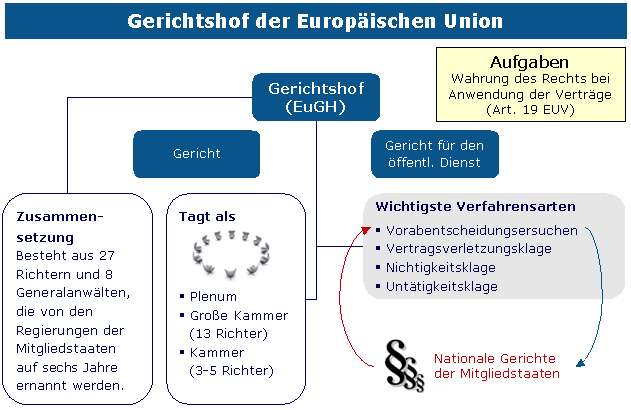 Gerichtshof der Europäischen Union
Aufgaben
Wahrung des Rechts bei
Anwendung der Verträge
(Art. 19 EUV)
Gerichtshof
(EuGH)
Gericht
Gericht für den
öffentl. Dienst
Zusammen-
setzung
Besteht aus 27
Richtern und 8
Generalanwälten,
die von den
Regierungen der
Mitgliedstaaten
auf sechs Jahre
ernannt werden.
Tagt als
▪ Plenum
▪ Große Kammer
(13 Richter)
▪ Kammer
(3-5 Richter)
Wichtigste Verfahrensarten
▪ Vorabentscheidungsersuchen
▪ Vertragsverletzungsklage
▪ Nichtigkeitsklage
▪ Untätigkeitsklage
§§§§
Nationale Gerichte
der Mitgliedstaaten